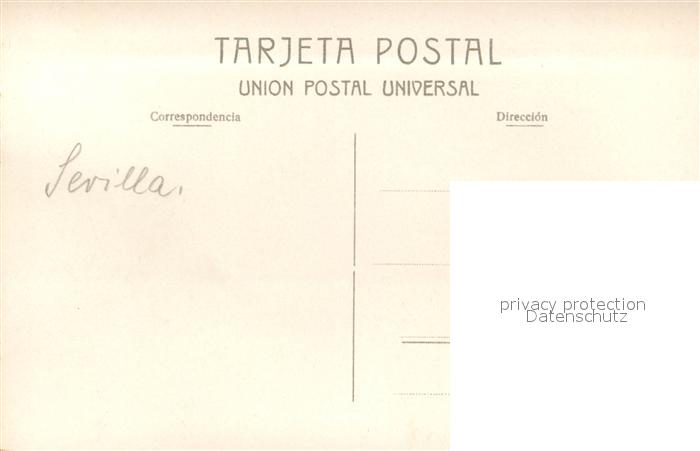 TARJETA POSTAL
UNION POSTAL UNIVERSAL
Correspondencia
Dirección
Sevilla.
privacy protection
Datenschutz